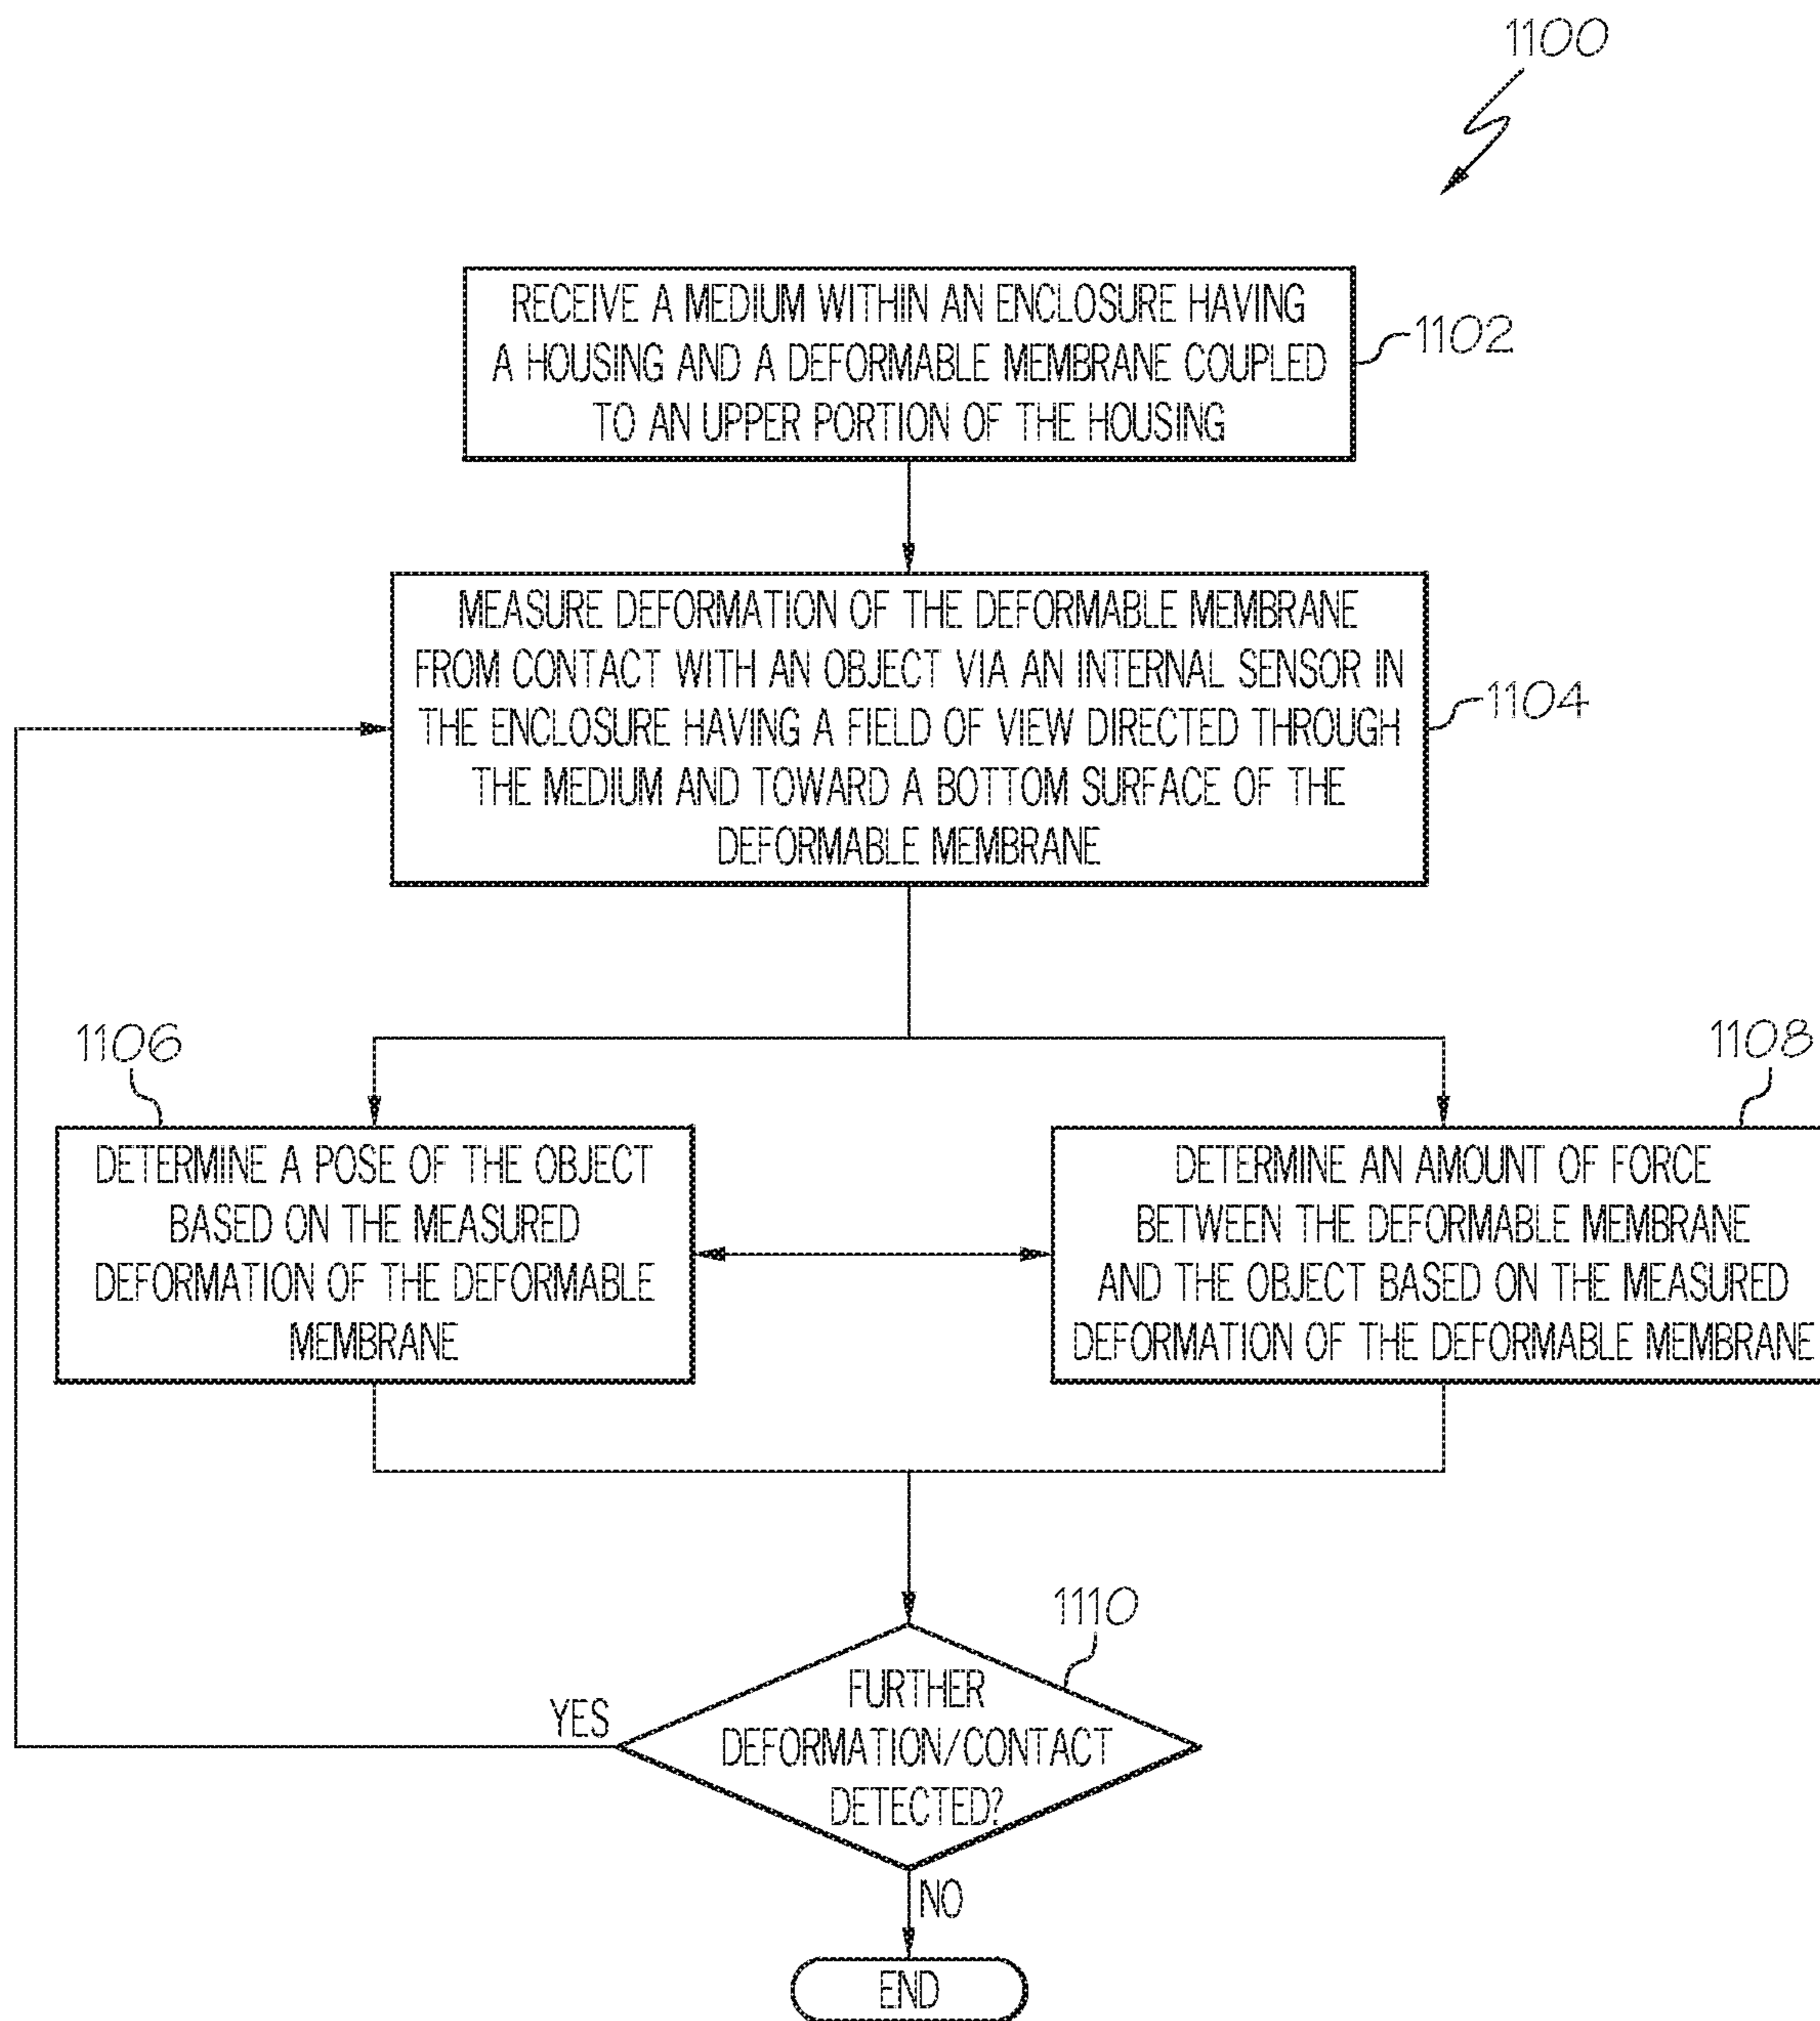 1100
RECEIVE A MEDIUM WITHIN AN ENCLOSURE HAVING
A HOUSING AND A DEFORMABLE MEMBRANE COUPLED
TO AN UPPER PORTION OF THE HOUSING
1102
MEASURE DEFORMATION OF THE DEFORMABLE MEMBRANE
FROM CONTACT WITH AN OBJECT VIA AN INTERNAL SENSOR IN
THE ENCLOSURE HAVING A FIELD OF VIEW DIRECTED THROUGH
THE MEDIUM AND TOWARD A BOTTOM SURFACE OF THE
DEFORMABLE MEMBRANE
1104
1106
DETERMINE A POSE OF THE OBJECT
BASED ON THE MEASURED
DEFORMATION OF THE DEFORMABLE
MEMBRANE
1108
DETERMINE AN AMOUNT OF FORCE
BETWEEN THE DEFORMABLE MEMBRANE
AND THE OBJECT BASED ON THE MEASURED
DEFORMATION OF THE DEFORMABLE MEMBRANE
1110
FURTHER
DEFORMATION/CONTACT
DETECTED?
YES
NO
END